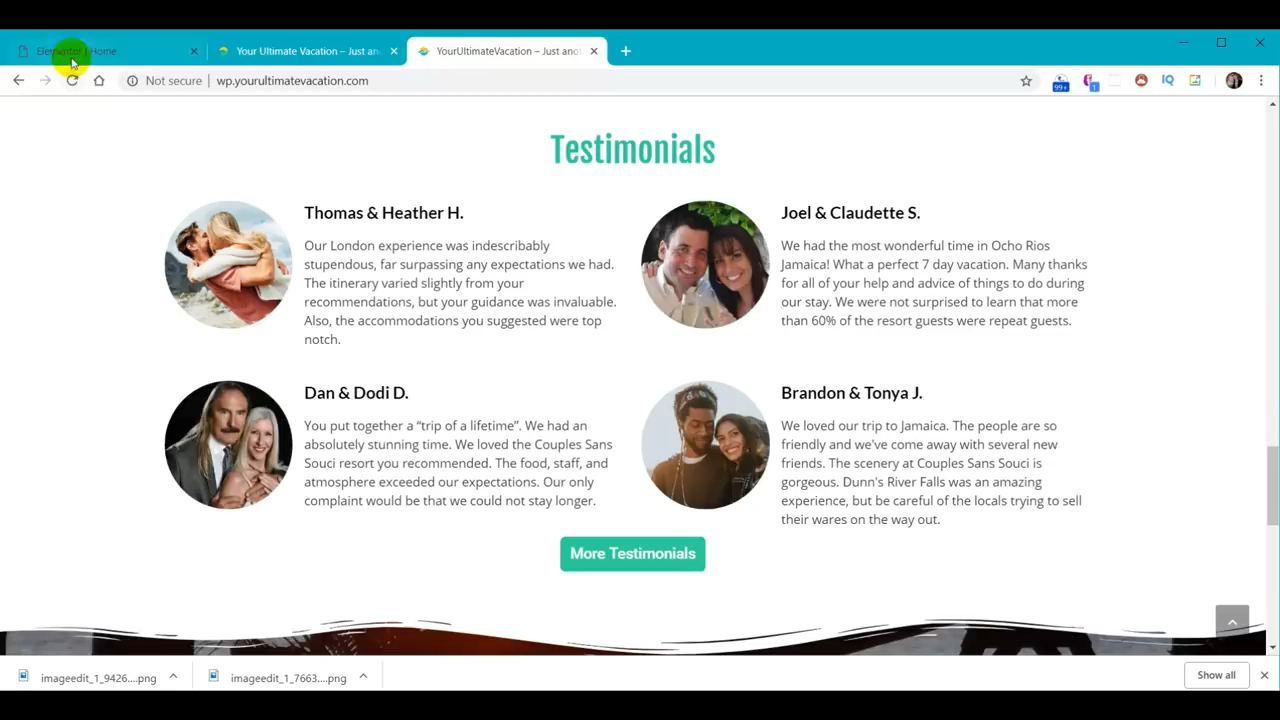 Elementor | Home
Your Ultimate Vacation – Just an
YourUltimateVacation – Just anot
Not secure | wp.yourultimatevacation.com
99+
1
IQ
Testimonials
Thomas & Heather H.
Our London experience was indescribably
stupendous, far surpassing any expectations we had.
The itinerary varied slightly from your
recommendations, but your guidance was invaluable.
Also, the accommodations you suggested were top
notch.
Joel & Claudette S.
We had the most wonderful time in Ocho Rios
Jamaica! What a perfect 7 day vacation. Many thanks
for all of your help and advice of things to do during
our stay. We were not surprised to learn that more
than 60% of the resort guests were repeat guests.
Dan & Dodi D.
You put together a “trip of a lifetime”. We had an
absolutely stunning time. We loved the Couples Sans
Souci resort you recommended. The food, staff, and
atmosphere exceeded our expectations. Our only
complaint would be that we could not stay longer.
Brandon & Tonya J.
We loved our trip to Jamaica. The people are so
friendly and we've come away with several new
friends. The scenery at Couples Sans Souci is
gorgeous. Dunn's River Falls was an amazing
experience, but be careful of the locals trying to sell
their wares on the way out.
More Testimonials
imageedit_1_9426....png
imageedit_1_7663....png
Show all